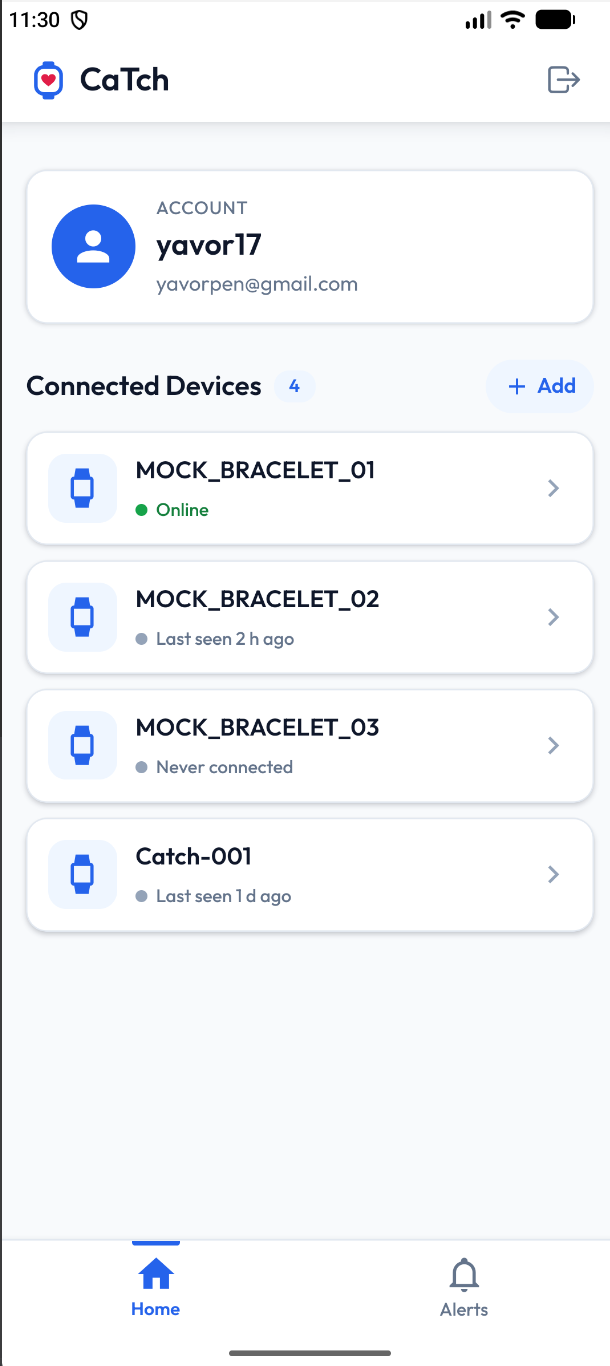 11:30
CaTch
ACCOUNT
yavor17
yavorpen@gmail.com
Connected Devices 4 + Add
MOCK_BRACELET_01
Online
MOCK_BRACELET_02
Last seen 2 h ago
MOCK_BRACELET_03
Never connected
Catch-001
Last seen 1 d ago
Home Alerts